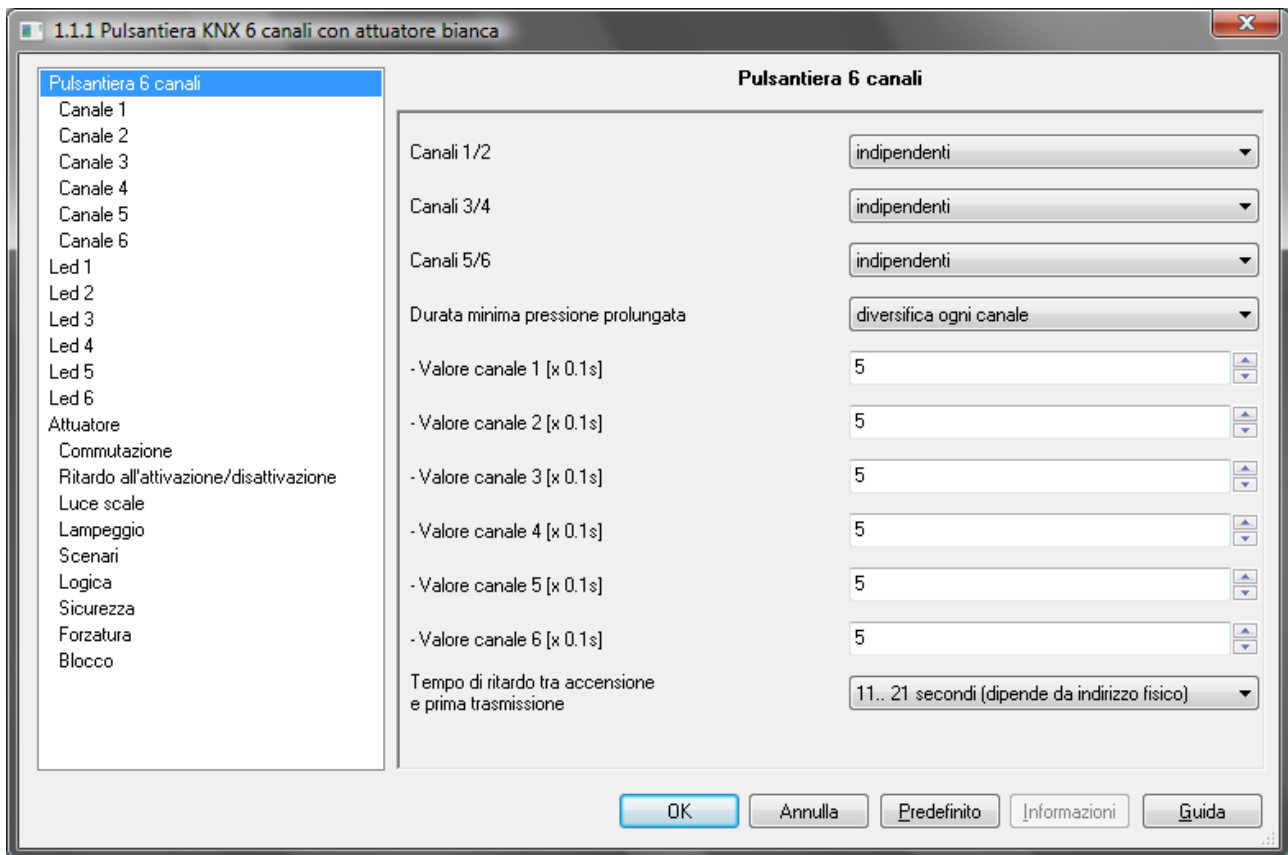 1.1.1 Pulsantiera KNX 6 canali con attuatore bianca
Pulsantiera 6 canali
Canale 1
Canale 2
Canale 3
Canale 4
Canale 5
Canale 6
Led 1
Led 2
Led 3
Led 4
Led 5
Led 6
Attuatore
Commutazione
Ritardo all'attivazione/disattivazione
Luce scale
Lampeggio
Scenari
Logica
Sicurezza
Forzatura
Blocco
Pulsantiera 6 canali
Canali 1/2 indipendenti
Canali 3/4 indipendenti
Canali 5/6 indipendenti
Durata minima pressione prolungata diversifica ogni canale
- Valore canale 1 [x 0.1s] 5
- Valore canale 2 [x 0.1s] 5
- Valore canale 3 [x 0.1s] 5
- Valore canale 4 [x 0.1s] 5
- Valore canale 5 [x 0.1s] 5
- Valore canale 6 [x 0.1s] 5
Tempo di ritardo tra accensione
e prima trasmissione
11.. 21 secondi (dipende da indirizzo fisico)
OK Annulla Predefinito Informazioni Guida